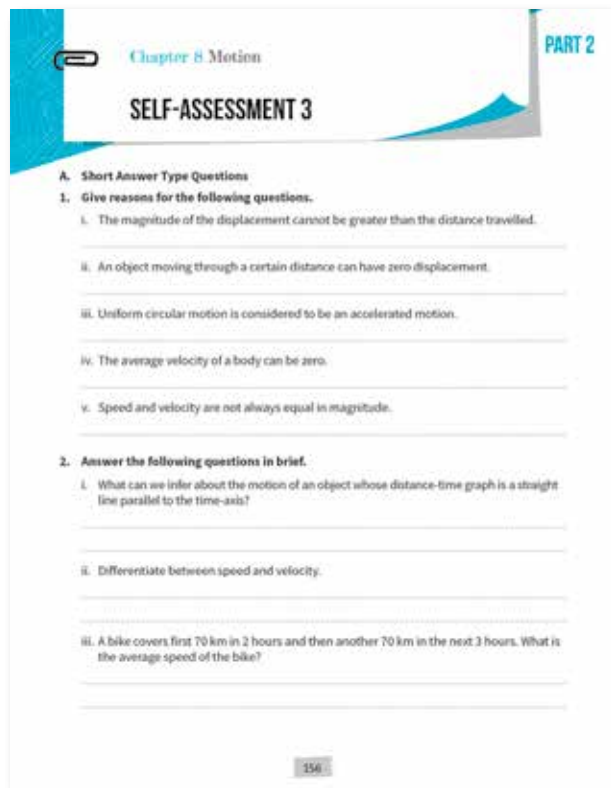 PART 2
Chapter 8 Motion
SELF-ASSESSMENT 3
A. Short Answer Type Questions
1. Give reasons for the following questions.
i. The magnitude of the displacement cannot be greater than the distance travelled.
ii. An object moving through a certain distance can have zero displacement.
iii. Uniform circular motion is considered to be an accelerated motion.
iv. The average velocity of a body can be zero.
v. Speed and velocity are not always equal in magnitude.
2. Answer the following questions in brief.
i. What can we infer about the motion of an object whose distance-time graph is a straight
line parallel to the time-axis?
ii. Differentiate between speed and velocity.
iii. A bike covers first 70 km in 2 hours and then another 70 km in the next 3 hours. What is
the average speed of the bike?
156